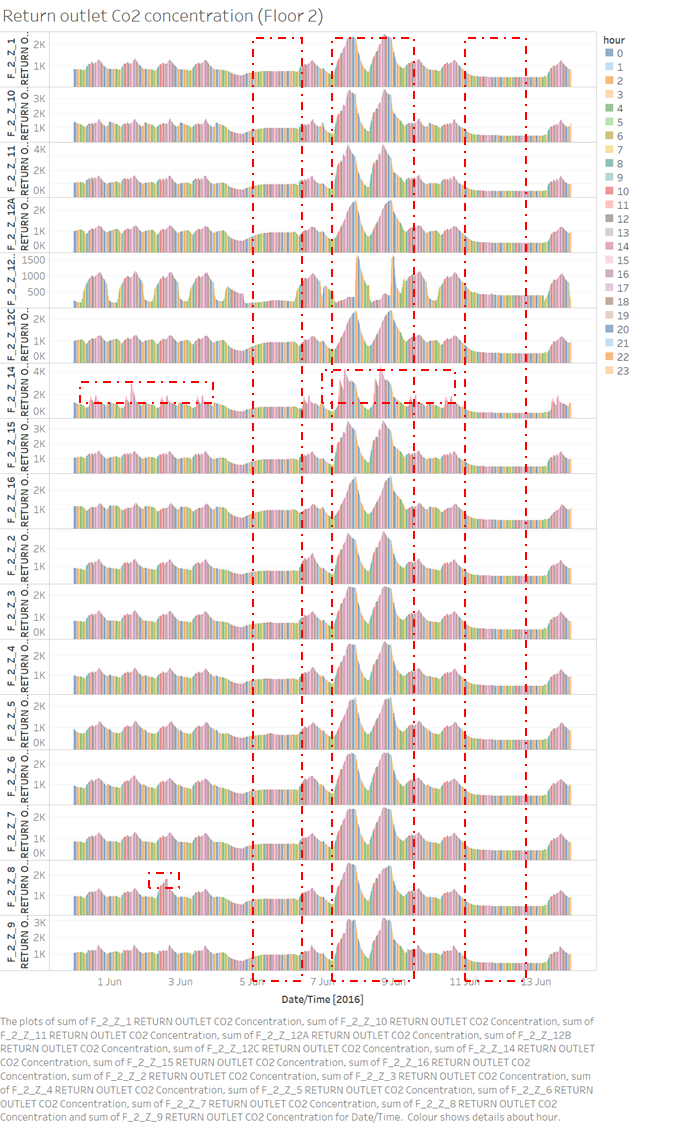 Return outlet Co2 concentration (Floor 2)
hour
0
1
2
3
4
5
6
7
8
9
10
11
12
13
14
15
16
17
18
19
20
21
22
23
F_2_Z_1
RETURN O..
2K
1K
F_2_Z_10
RETURN O..
3K
2K
1K
F_2_Z_11
RETURN O..
4K
2K
0K
F_2_Z_12A
RETURN O..
2K
1K
0K
F_2_Z_12..
RETURN O..
1500
1000
500
F_2_Z_12C
RETURN O..
2K
1K
0K
F_2_Z_14
RETURN O..
4K
2K
0K
F_2_Z_15
RETURN O..
3K
2K
1K
F_2_Z_16
RETURN O..
2K
1K
F_2_Z_2
RETURN O..
2K
1K
F_2_Z_3
RETURN O..
2K
1K
0K
F_2_Z_4
RETURN O..
2K
1K
F_2_Z_5
RETURN O..
2K
1K
0K
F_2_Z_6
RETURN O..
2K
1K
F_2_Z_7
RETURN O..
2K
1K
0K
F_2_Z_8
RETURN O..
2K
1K
F_2_Z_9
RETURN O..
3K
2K
1K
1 Jun 3 Jun 5 Jun 7 Jun 9 Jun 11 Jun 13 Jun
Date/Time [2016]
The plots of sum of F_2_Z_1 RETURN OUTLET CO2 Concentration, sum of F_2_Z_10 RETURN OUTLET CO2 Concentration, sum of
F_2_Z_11 RETURN OUTLET CO2 Concentration, sum of F_2_Z_12A RETURN OUTLET CO2 Concentration, sum of F_2_Z_12B
RETURN OUTLET CO2 Concentration, sum of F_2_Z_12C RETURN OUTLET CO2 Concentration, sum of F_2_Z_14 RETURN OUTLET
CO2 Concentration, sum of F_2_Z_15 RETURN OUTLET CO2 Concentration, sum of F_2_Z_16 RETURN OUTLET CO2
Concentration, sum of F_2_Z_2 RETURN OUTLET CO2 Concentration, sum of F_2_Z_3 RETURN OUTLET CO2 Concentration, sum
of F_2_Z_4 RETURN OUTLET CO2 Concentration, sum of F_2_Z_5 RETURN OUTLET CO2 Concentration, sum of F_2_Z_6 RETURN
OUTLET CO2 Concentration, sum of F_2_Z_7 RETURN OUTLET CO2 Concentration, sum of F_2_Z_8 RETURN OUTLET CO2
Concentration and sum of F_2_Z_9 RETURN OUTLET CO2 Concentration for Date/Time. Colour shows details about hour.